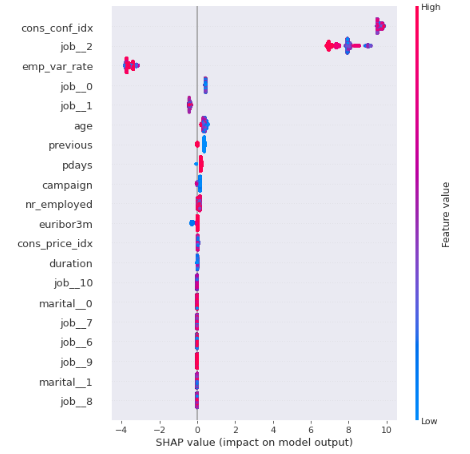 High
cons_conf_idx
job__2
emp_var_rate
job__0
job__1
age
previous
pdays
campaign
nr_employed
euribor3m
cons_price_idx
duration
job__10
marital__0
job__7
job__6
job__9
marital__1
job__8
Feature value
Low
−4 −2 0 2 4 6 8 10
SHAP value (impact on model output)